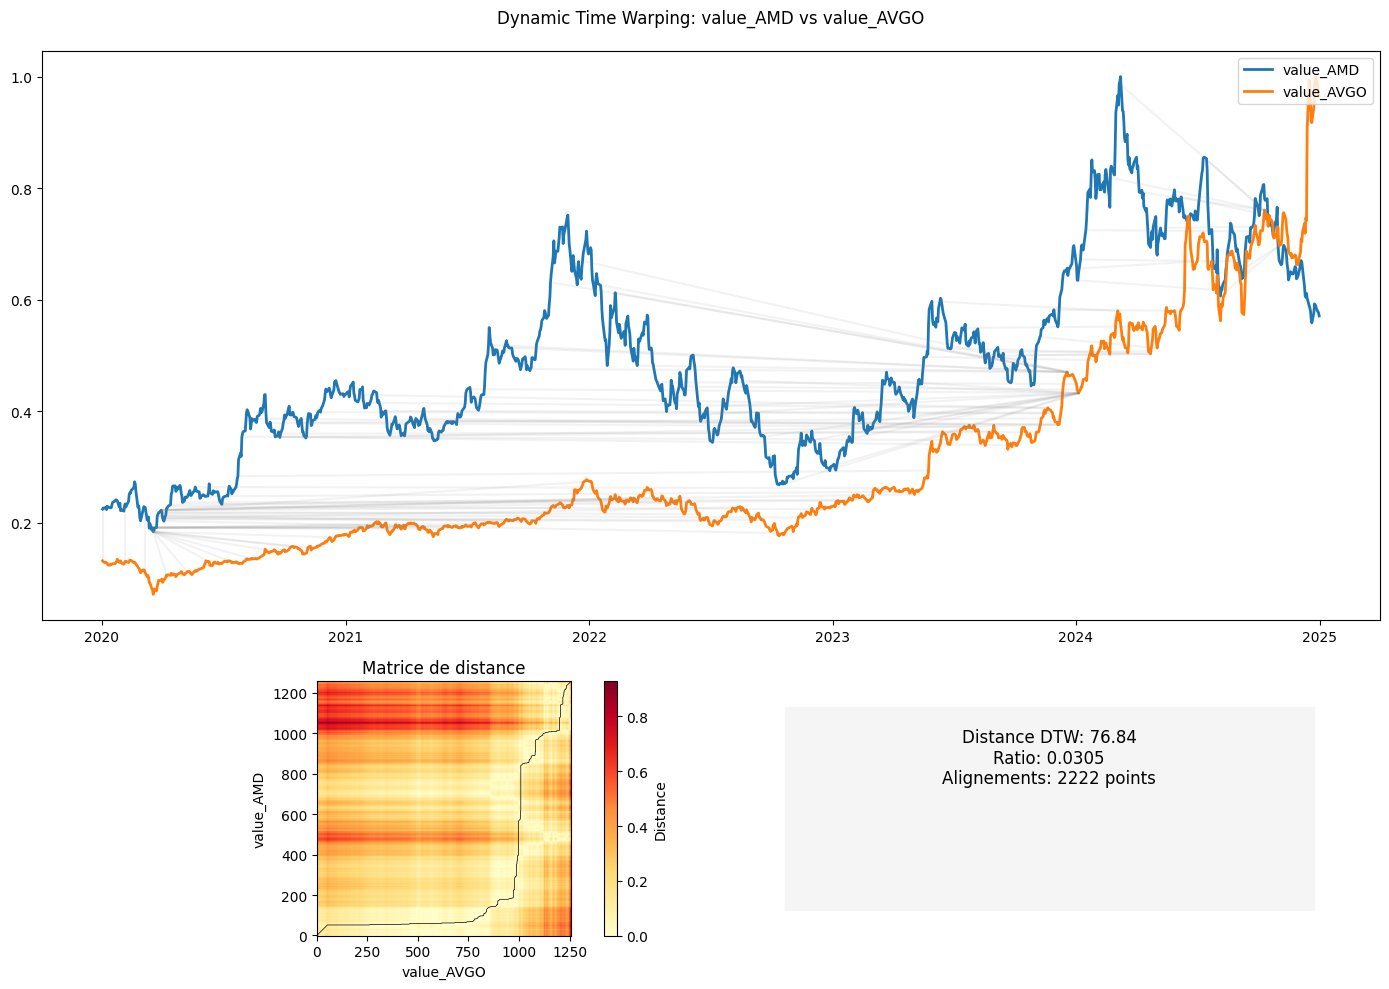 Dynamic Time Warping: value_AMD vs value_AVGO
1.0
0.8
0.6
0.4
0.2
value_AMD
value_AVGO
2020 2021 2022 2023 2024 2025
Matrice de distance
1200
1000
800
600
400
200
0
value_AMD
0 250 500 750 1000 1250
value_AVGO
0.8
0.6
0.4
0.2
0.0
Distance
Distance DTW: 76.84
Ratio: 0.0305
Alignements: 2222 points